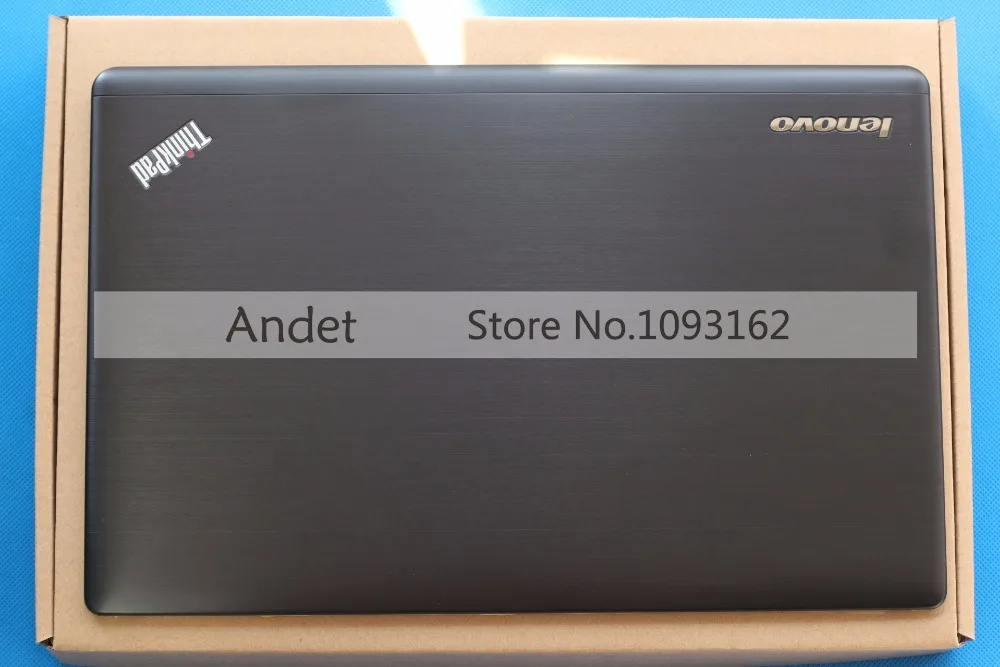 ThinkPad
lenovo
Andet Store No.1093162